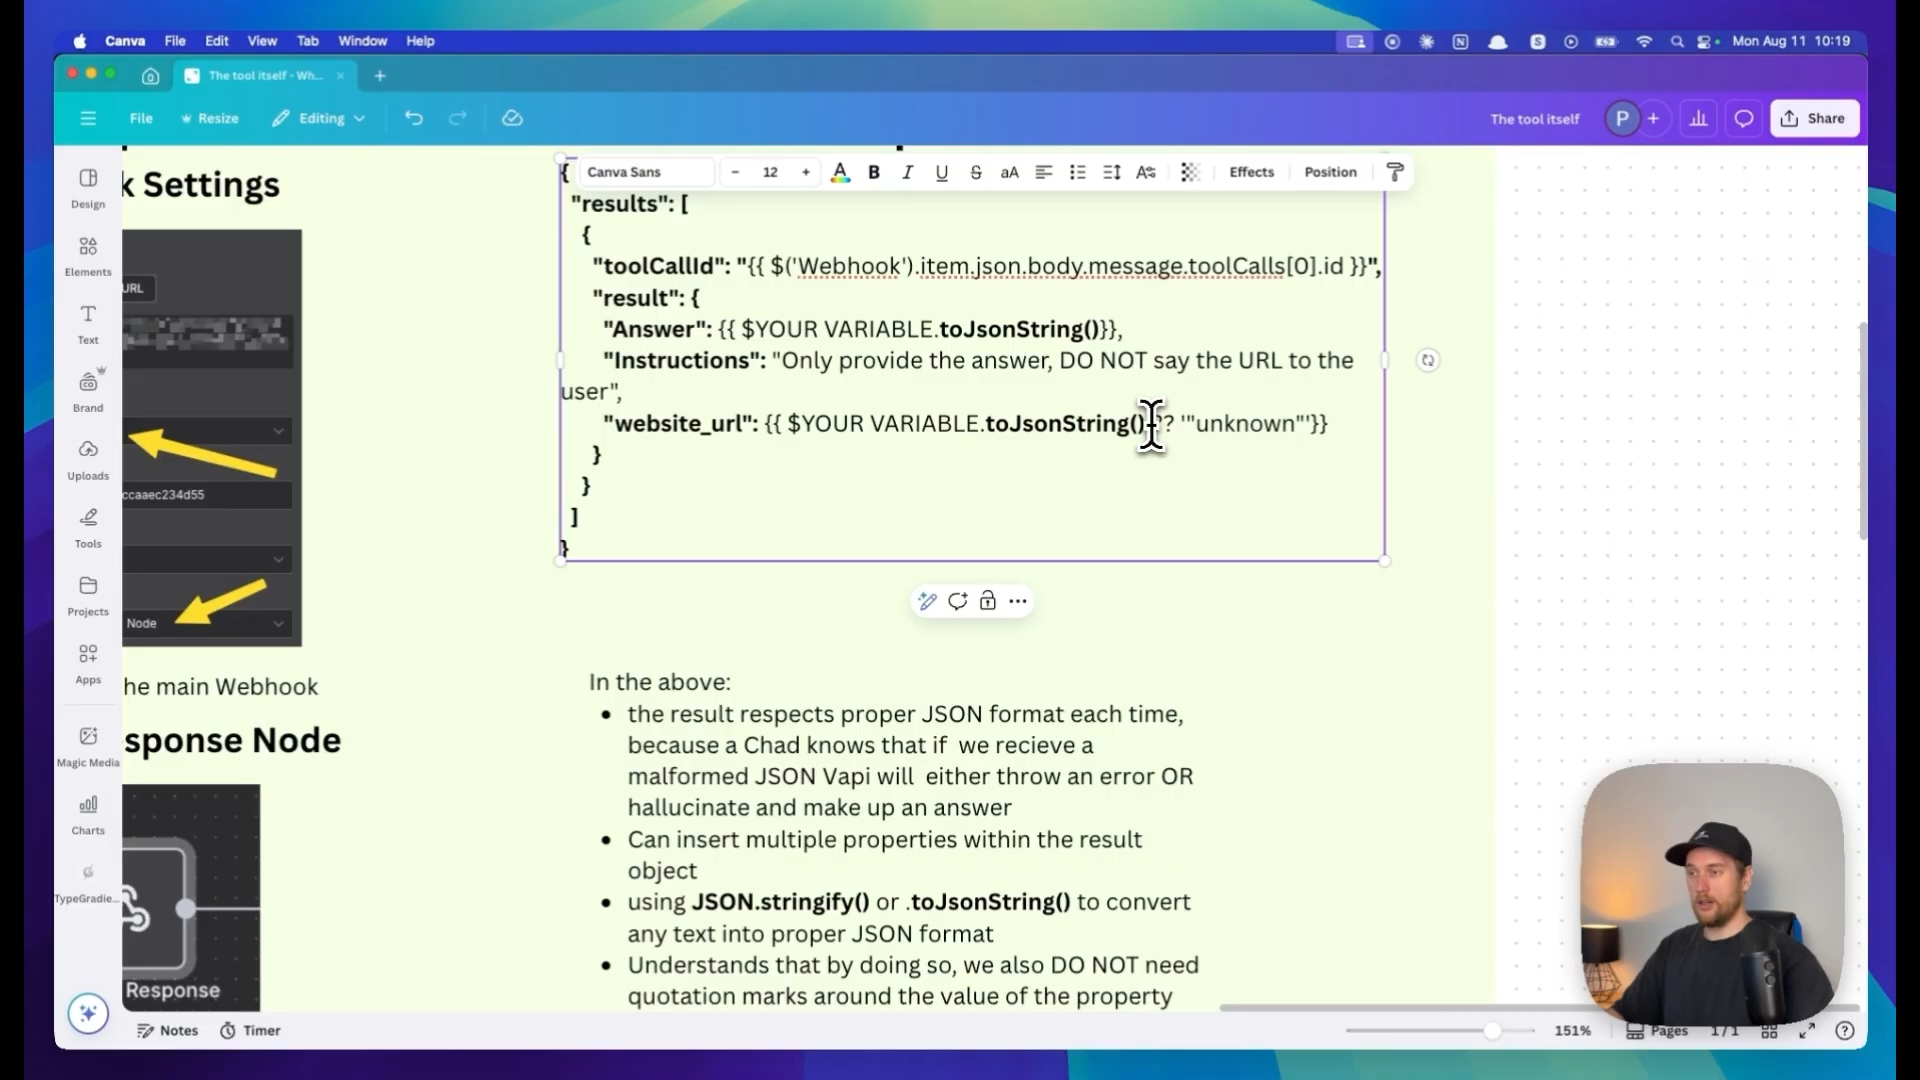 Canva File Edit View Tab Window Help
Mon Aug 11 10:19
The tool itself - Wh...
File Resize Editing
The tool itself P Share
Canva Sans 12 A B I U S aA Effects Position
Design
Elements
Text
Brand
Uploads
Tools
Projects
Apps
Magic Media
Charts
TypeGradie...
k Settings
URL
ccaec234d55
Node
he main Webhook
sponse Node
Response
{
"results": [
{
"toolCallId": "{{ $('Webhook').item.json.body.message.toolCalls[0].id }}",
"result": {
"Answer": {{ $YOUR VARIABLE.toJsonString()}},
"Instructions": "Only provide the answer, DO NOT say the URL to the
user",
"website_url": {{ $YOUR VARIABLE.toJsonString() ?? '"unknown"'}}
}
}
]
}
In the above:
the result respects proper JSON format each time,
because a Chad knows that if we recieve a
malformed JSON Vapi will either throw an error OR
hallucinate and make up an answer
Can insert multiple properties within the result
object
using JSON.stringify() or .toJsonString() to convert
any text into proper JSON format
Understands that by doing so, we also DO NOT need
quotation marks around the value of the property
Notes Timer
151% Pages 1/1